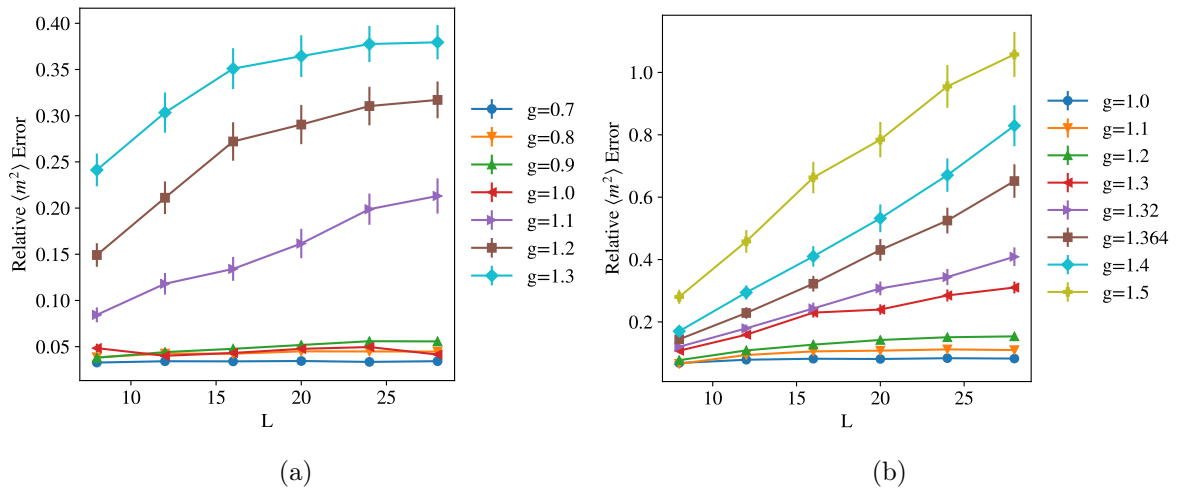 0.40
0.35
0.30
0.25
0.20
0.15
0.10
0.05
Relative ⟨m²⟩ Error
10
15
20
25
L
g=0.7
g=0.8
g=0.9
g=1.0
g=1.1
g=1.2
g=1.3
(a)
1.0
0.8
0.6
0.4
0.2
Relative ⟨m²⟩ Error
10
15
20
25
L
g=1.0
g=1.1
g=1.2
g=1.3
g=1.32
g=1.364
g=1.4
g=1.5
(b)